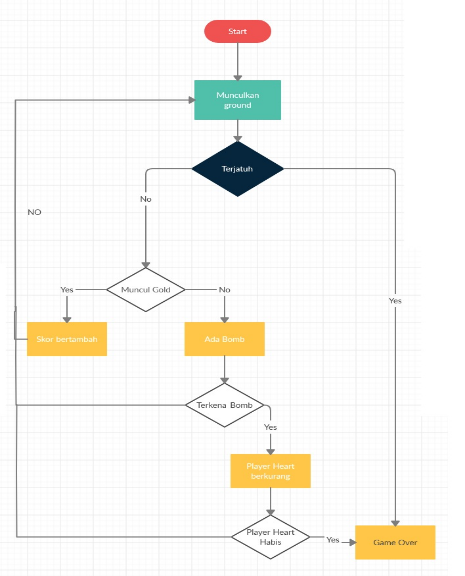 Start
Munculkan
ground
Terjatuh
No
NO
Muncul Gold
Yes
No
Yes
Skor bertambah
Ada Bomb
Terkena Bomb
Yes
Player Heart
berkurang
Player Heart
Habis
Yes
Game Over